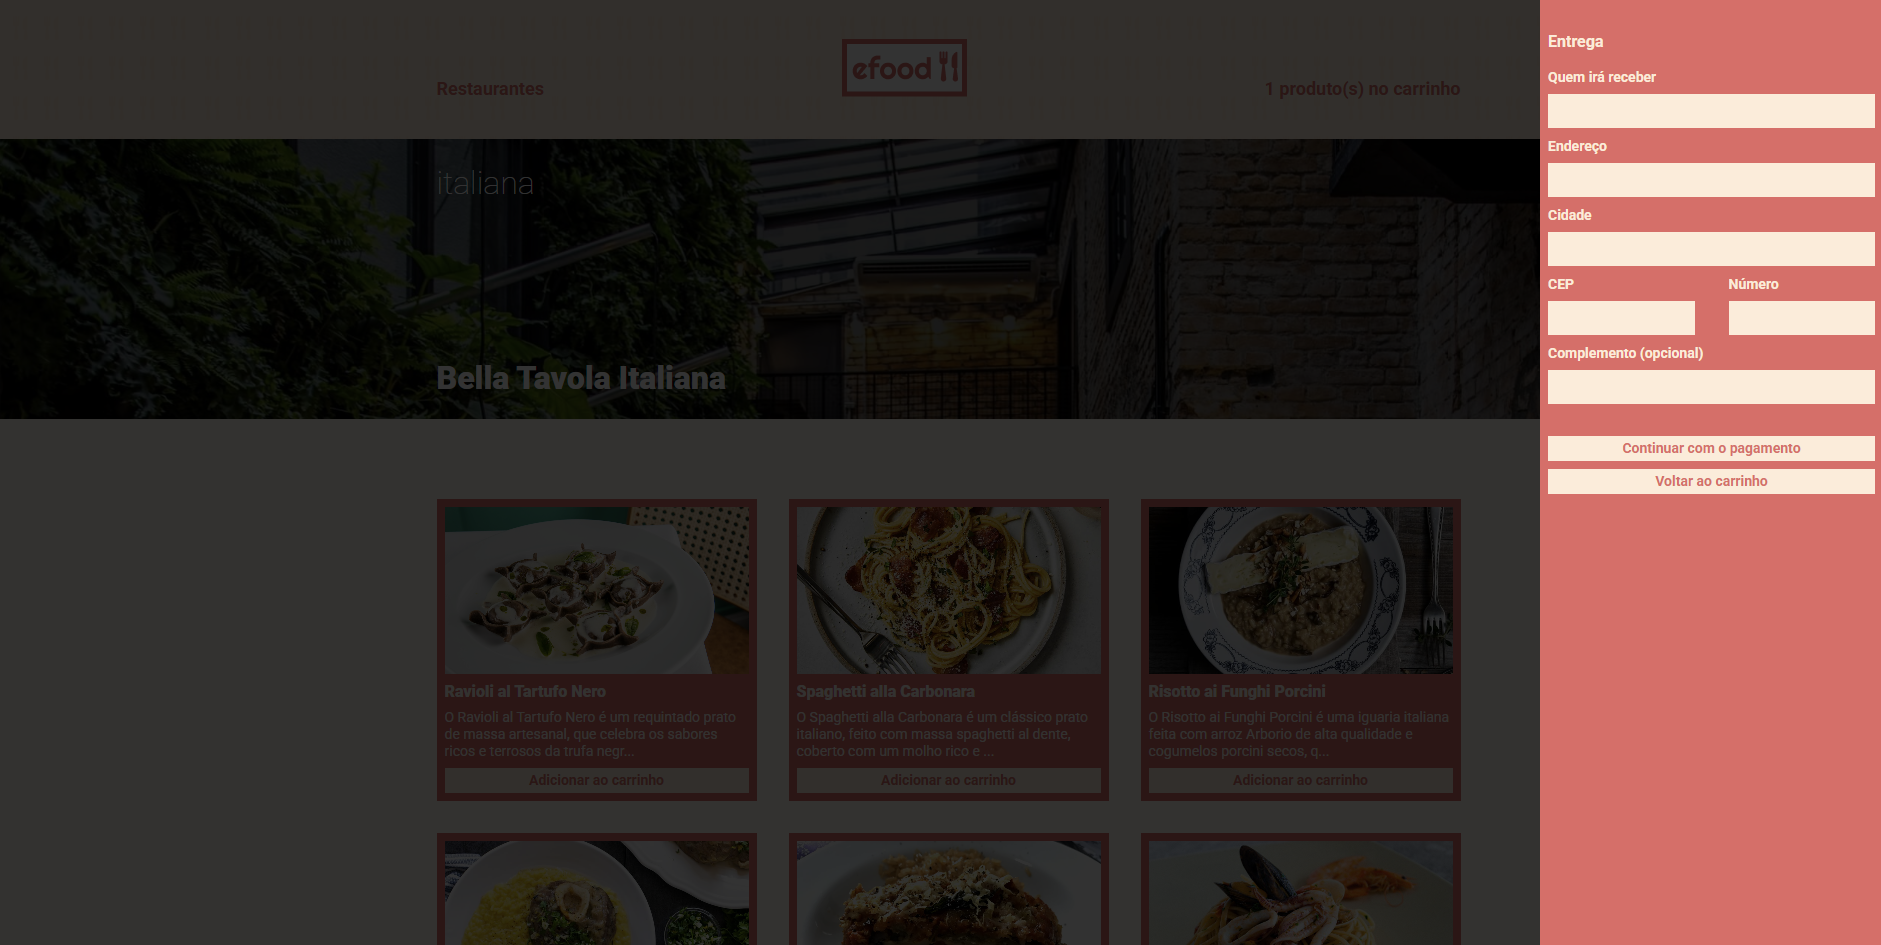 Restaurantes
efood
1 produto(s) no carrinho
italiana
Bella Tavola Italiana
Ravioli al Tartufo Nero
O Ravioli al Tartufo Nero é um requintado prato
de massa artesanal, que celebra os sabores
ricos e terrosos da trufa negr...
Adicionar ao carrinho
Spaghetti alla Carbonara
O Spaghetti alla Carbonara é um clássico prato
italiano, feito com massa spaghetti al dente,
coberto com um molho rico e ...
Adicionar ao carrinho
Risotto ai Funghi Porcini
O Risotto ai Funghi Porcini é uma iguaria italiana
feita com arroz Arborio de alta qualidade e
cogumelos porcini secos, q...
Adicionar ao carrinho
Entrega
Quem irá receber
Endereço
Cidade
CEP
Número
Complemento (opcional)
Continuar com o pagamento
Voltar ao carrinho